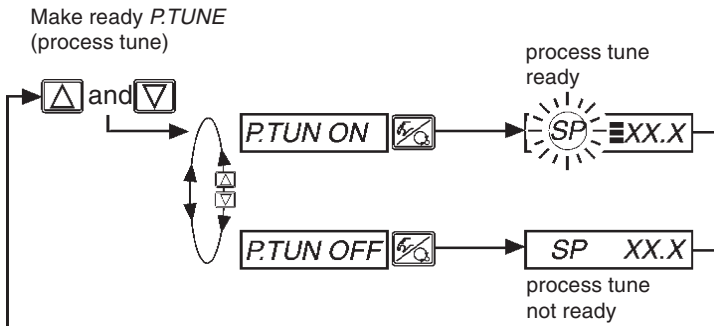 Make ready P.TUNE
(process tune)
and
process tune
ready
P.TUN ON
SP XX.X
P.TUN OFF
SP XX.X
process tune
not ready